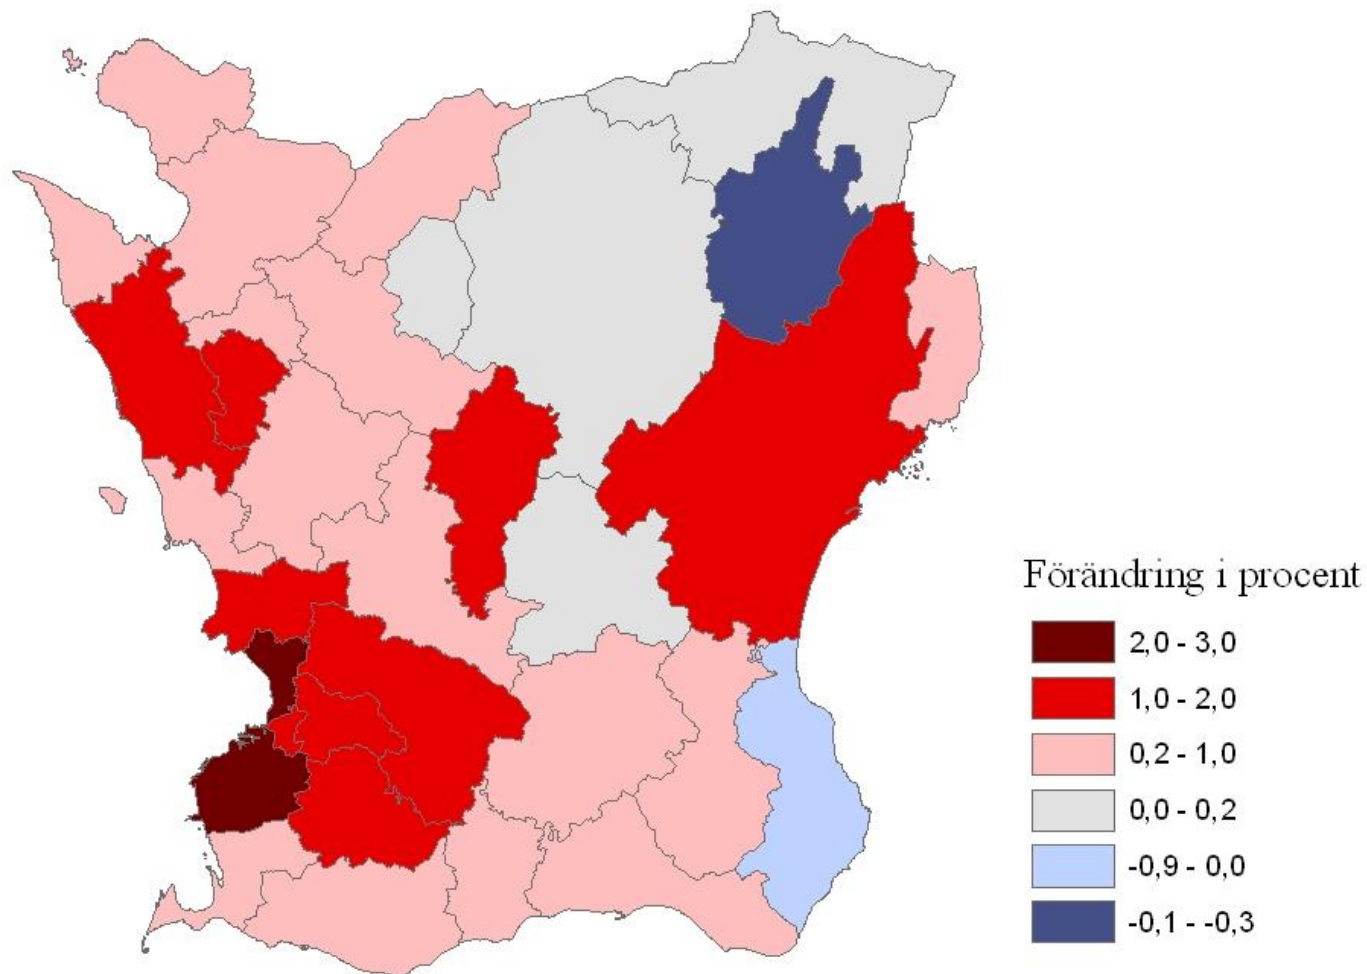 Förändring i procent
2,0 - 3,0
1,0 - 2,0
0,2 - 1,0
0,0 - 0,2
-0,9 - 0,0
-0,1 - -0,3